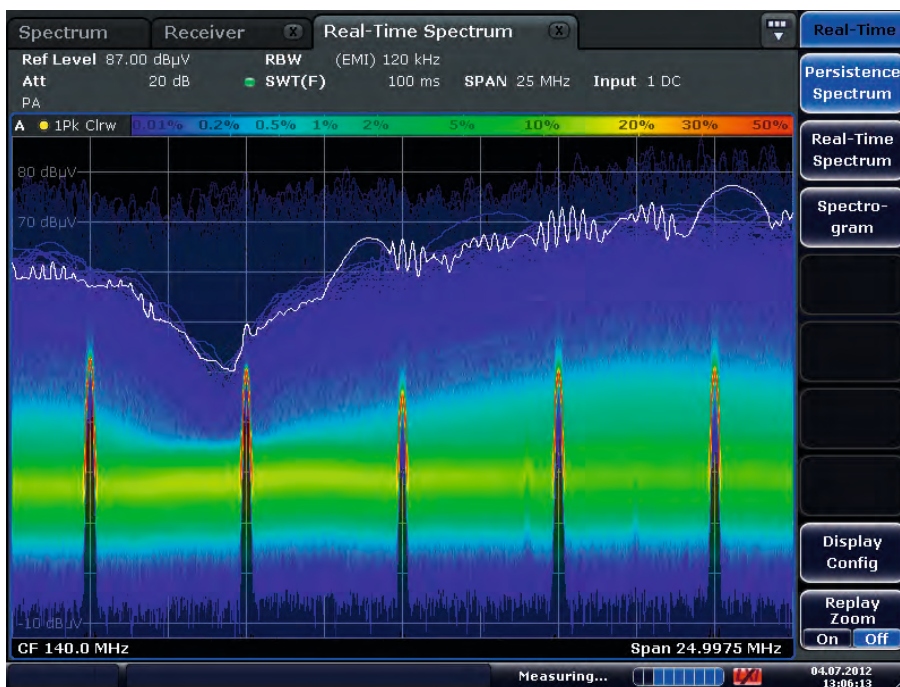 Spectrum Receiver X Real-Time Spectrum X Real-Time
Ref Level 87.00 dBµV RBW (EMI) 120 kHz
Att 20 dB SWT(F) 100 ms SPAN 25 MHz Input 1 DC
PA
Persistence
Spectrum
A 1Pk Clrw 0.01% 0.2% 0.5% 1% 2% 5% 10% 20% 30% 50%
Real-Time
Spectrum
80 dBµV
70 dBµV
Spectro-
gram
-10 dBµV
Display
Config
Replay
Zoom
On Off
CF 140.0 MHz Span 24.9975 MHz
Measuring... LXI 04.07.2012
13:06:13